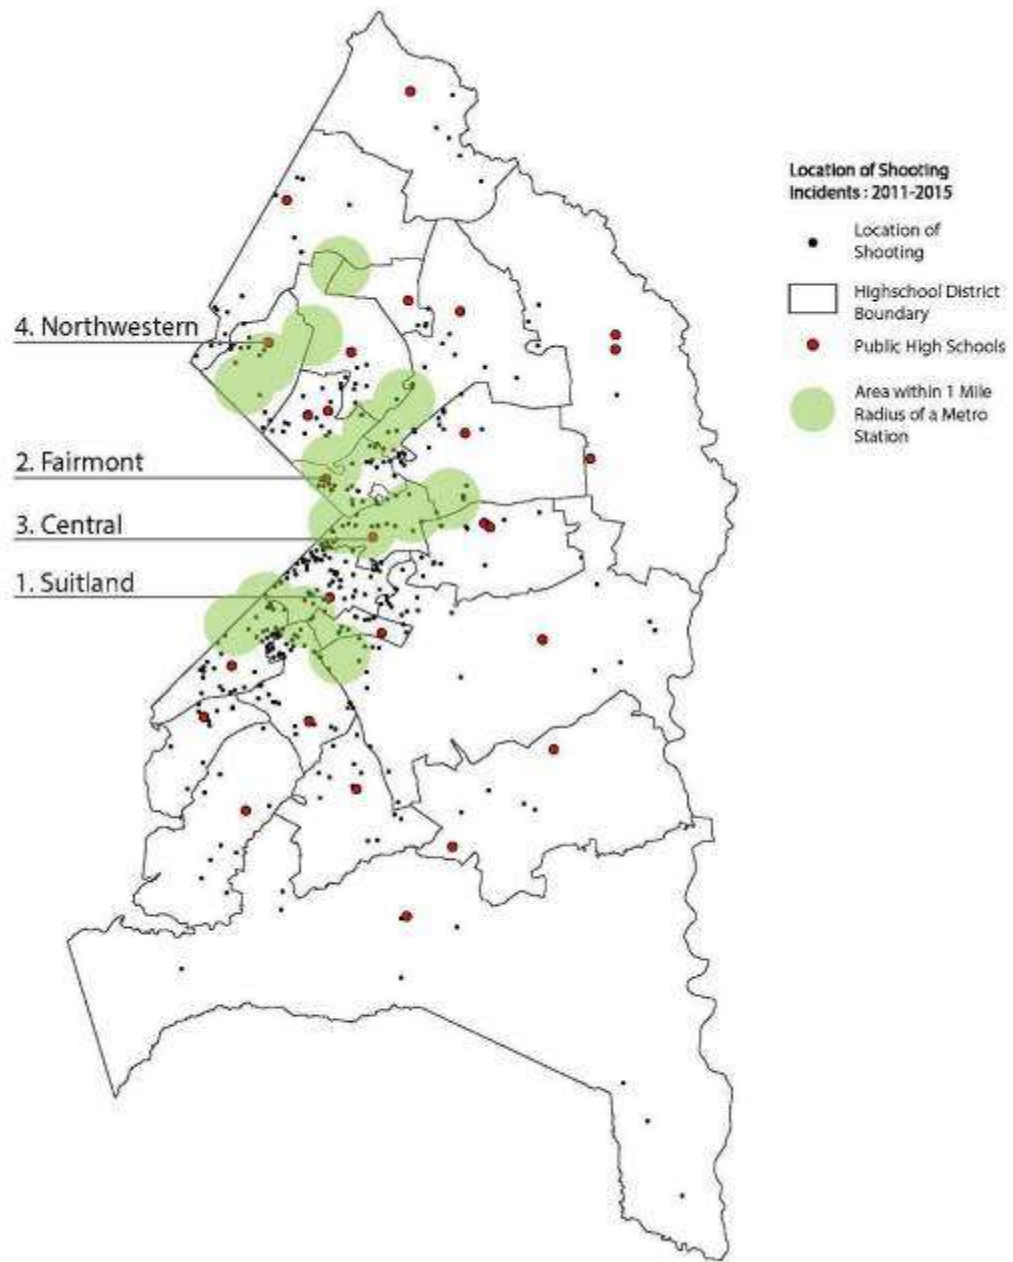 Location of Shooting
Incidents : 2011-2015
Location of
Shooting
Highschool District
Boundary
Public High Schools
Area within 1 Mile
Radius of a Metro
Station
4. Northwestern
2. Fairmont
3. Central
1. Suitland